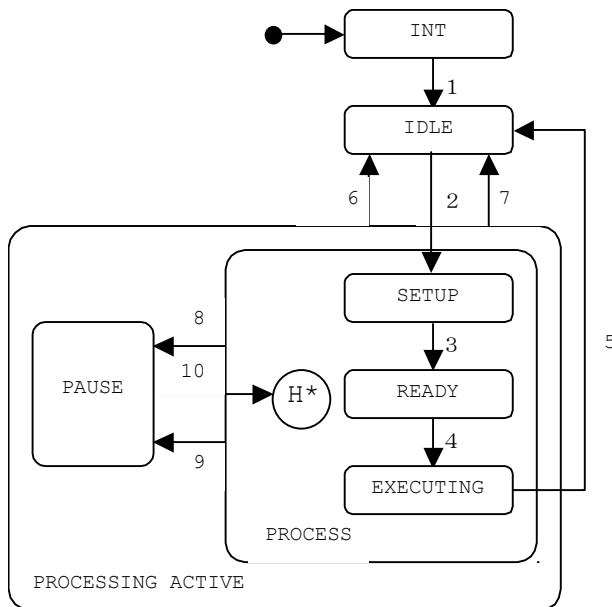 INT
1
IDLE
6
2
7
SETUP
8
3
5
10
PAUSE
H*
READY
4
9
EXECUTING
PROCESS
PROCESSING ACTIVE